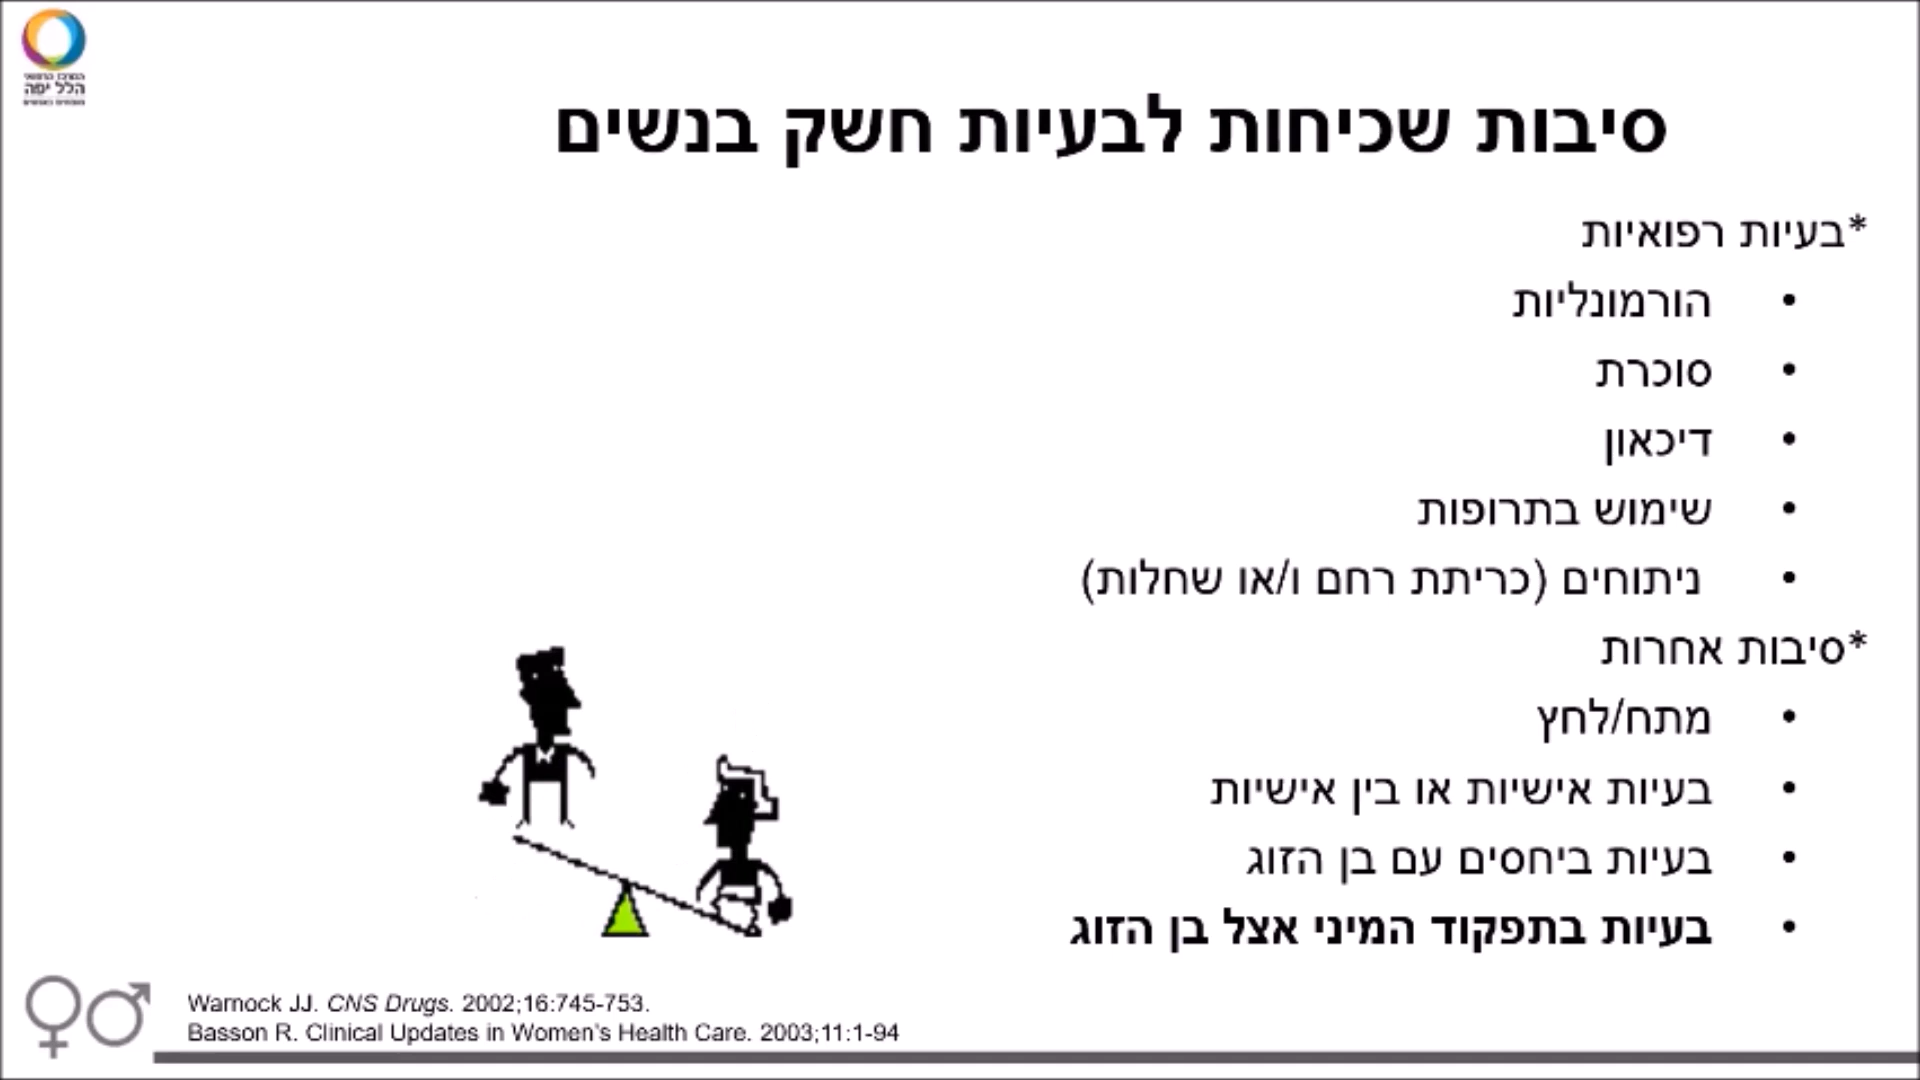 הלל יפה
סיבות שכיחות לבעיות חשק בנשים
*בעיות רפואיות
• הורמונליות
• סוכרת
• דיכאון
• שימוש בתרופות
• ניתוחים (כריתת רחם ו/או שחלות)
*סיבות אחרות
• מתח/לחץ
• בעיות אישיות או בין אישיות
• בעיות ביחסים עם בן הזוג
• בעיות בתפקוד המיני אצל בן הזוג
Warnock JJ. CNS Drugs. 2002;16:745-753.
Basson R. Clinical Updates in Women's Health Care. 2003;11:1-94